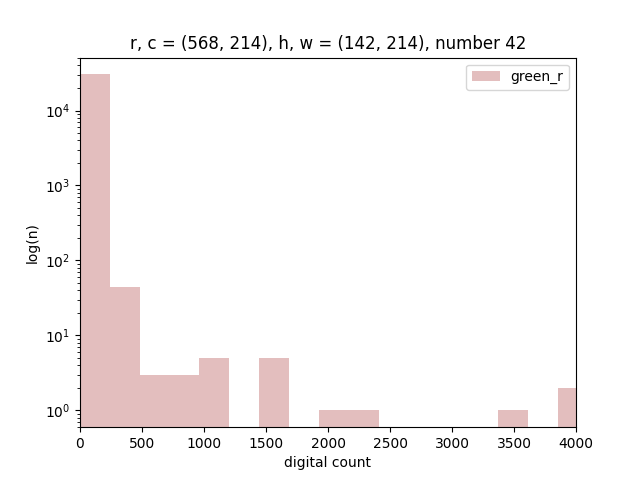 r, c = (568, 214), h, w = (142, 214), number 42
green_r
10⁴
10³
10²
10¹
10⁰
log(n)
0 500 1000 1500 2000 2500 3000 3500 4000
digital count